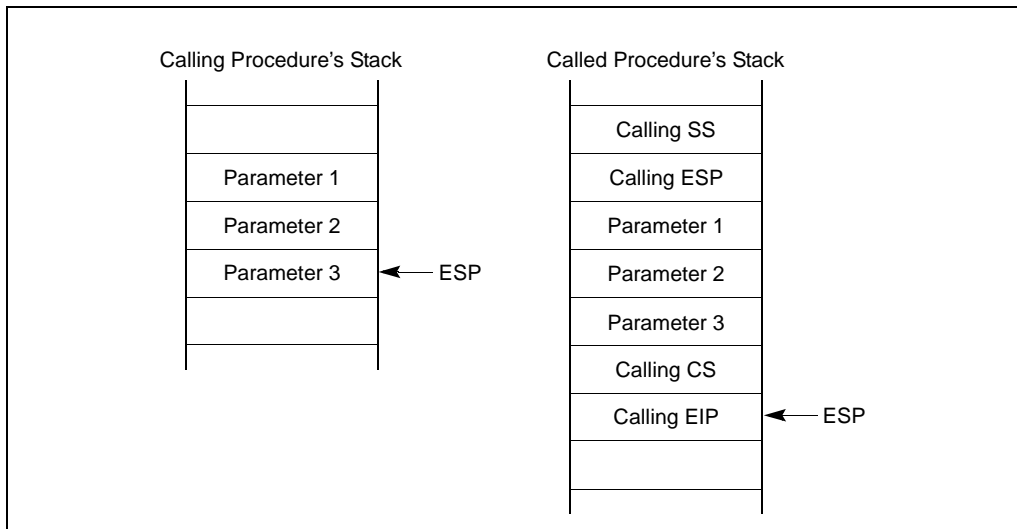 Calling Procedure’s Stack
Parameter 1
Parameter 2
Parameter 3
ESP
Called Procedure’s Stack
Calling SS
Calling ESP
Parameter 1
Parameter 2
Parameter 3
Calling CS
Calling EIP
ESP